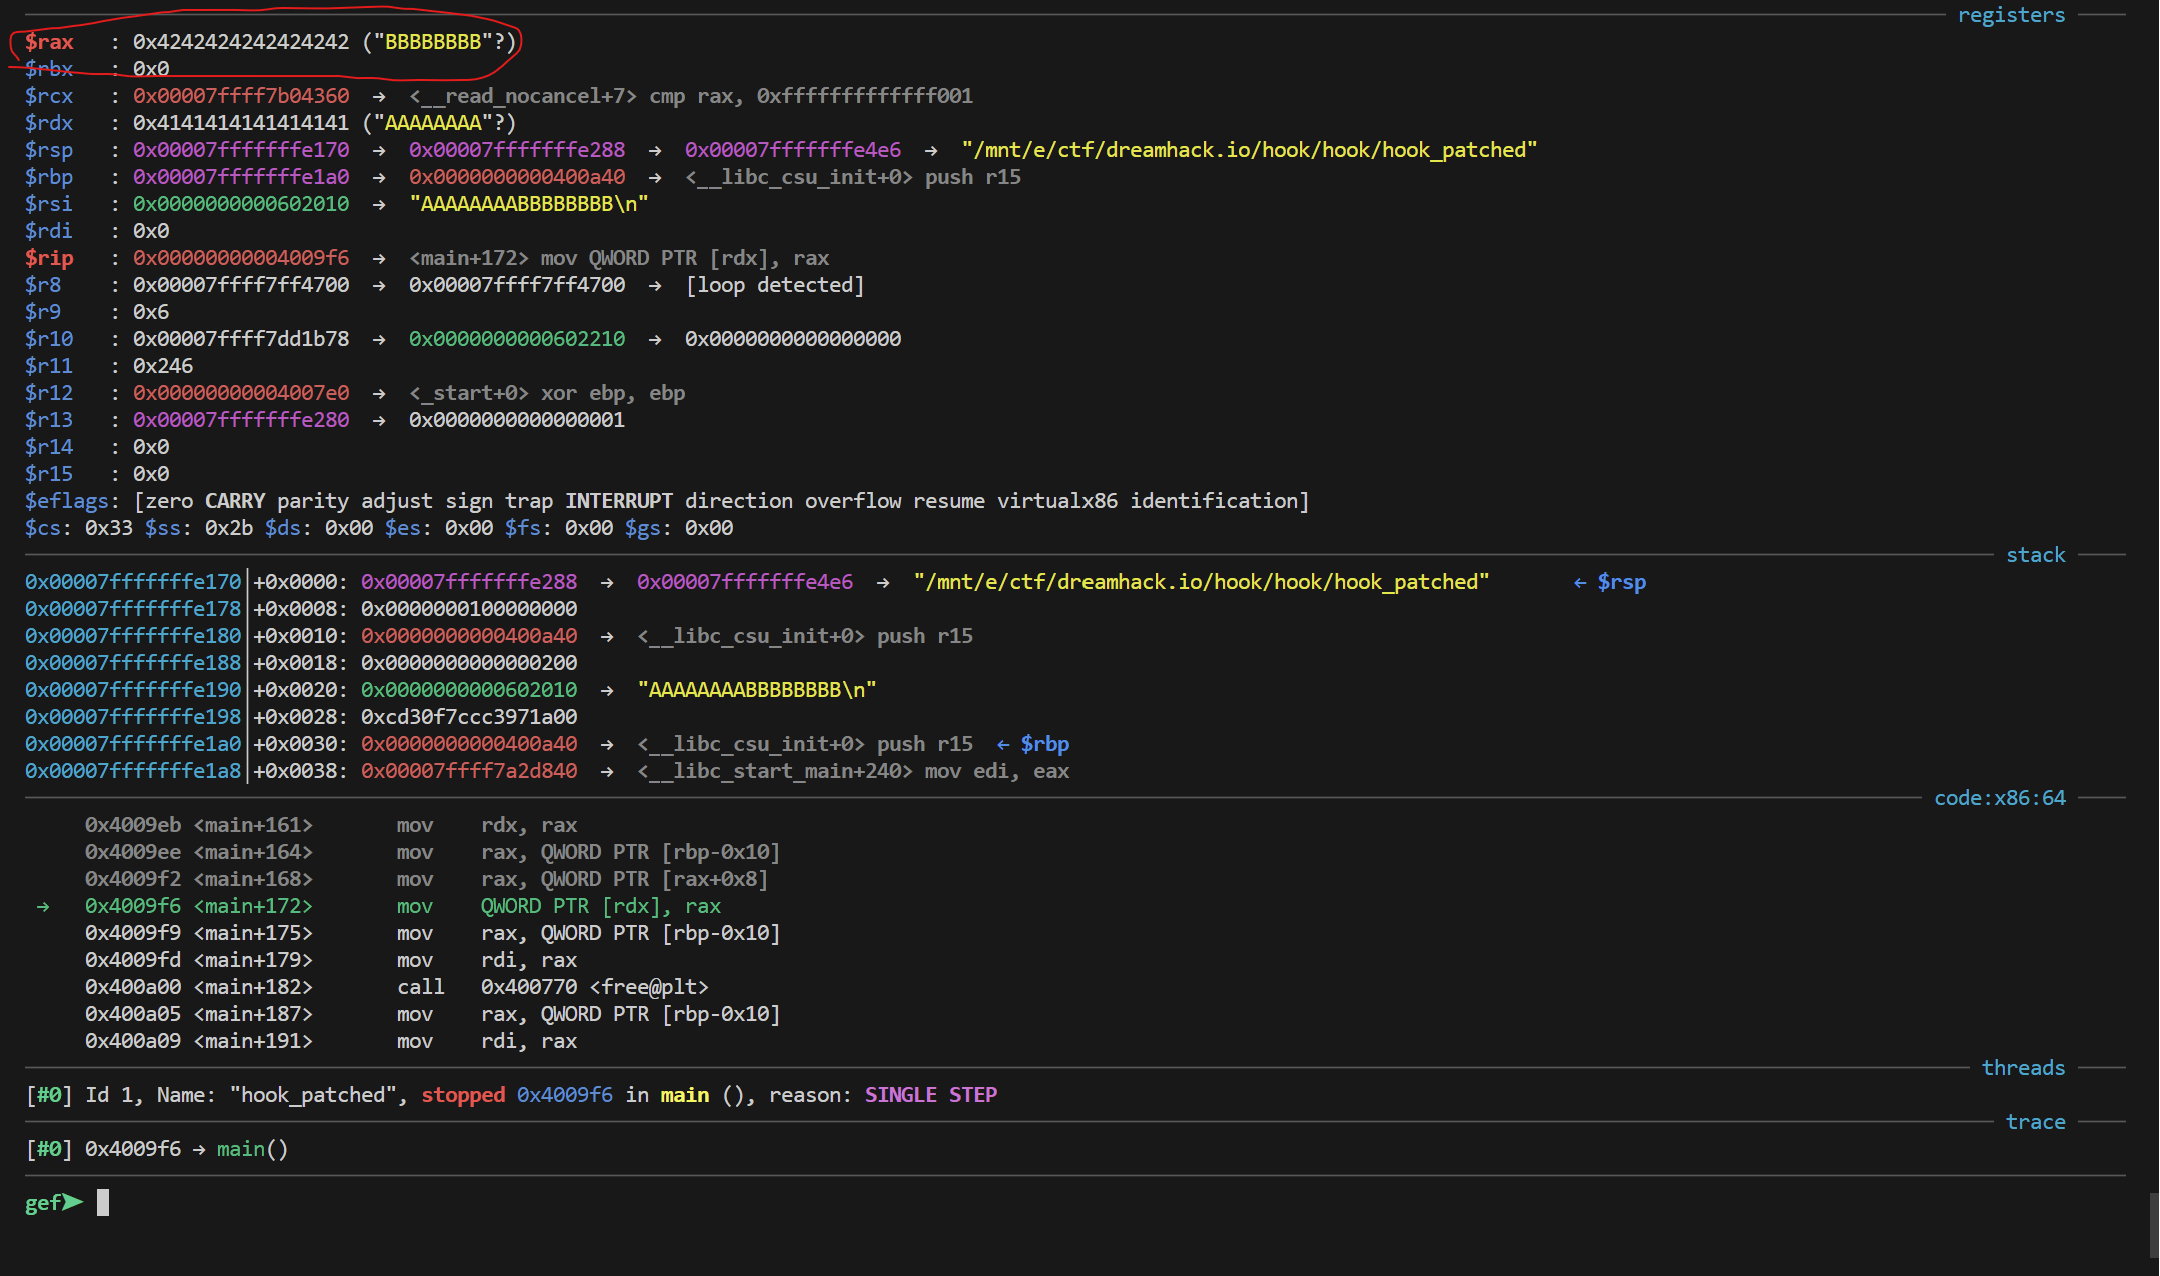 registers
$rax   : 0x4242424242424242 ("BBBBBBBB"?)
$rbx   : 0x0
$rcx   : 0x00007ffff7b04360  →  <__read_nocancel+7> cmp rax, 0xfffffffffffff001
$rdx   : 0x4141414141414141 ("AAAAAAAA"?)
$rsp   : 0x00007fffffffe170  →  0x00007fffffffe288  →  0x00007fffffffe4e6  →  "/mnt/e/ctf/dreamhack.io/hook/hook/hook_patched"
$rbp   : 0x00007fffffffe1a0  →  0x0000000000400a40  →  <__libc_csu_init+0> push r15
$rsi   : 0x0000000000602010  →  "AAAAAAAABBBBBBBB\n"
$rdi   : 0x0
$rip   : 0x00000000004009f6  →  <main+172> mov QWORD PTR [rdx], rax
$r8    : 0x00007ffff7ff4700  →  0x00007ffff7ff4700  →  [loop detected]
$r9    : 0x6
$r10   : 0x00007ffff7dd1b78  →  0x0000000000602210  →  0x0000000000000000
$r11   : 0x246
$r12   : 0x00000000004007e0  →  <_start+0> xor ebp, ebp
$r13   : 0x00007fffffffe280  →  0x0000000000000001
$r14   : 0x0
$r15   : 0x0
$eflags: [zero CARRY parity adjust sign trap INTERRUPT direction overflow resume virtualx86 identification]
$cs: 0x33 $ss: 0x2b $ds: 0x00 $es: 0x00 $fs: 0x00 $gs: 0x00
stack
0x00007fffffffe170│+0x0000: 0x00007fffffffe288  →  0x00007fffffffe4e6  →  "/mnt/e/ctf/dreamhack.io/hook/hook/hook_patched"       ← $rsp
0x00007fffffffe178│+0x0008: 0x0000000100000000
0x00007fffffffe180│+0x0010: 0x0000000000400a40  →  <__libc_csu_init+0> push r15
0x00007fffffffe188│+0x0018: 0x0000000000000200
0x00007fffffffe190│+0x0020: 0x0000000000602010  →  "AAAAAAAABBBBBBBB\n"
0x00007fffffffe198│+0x0028: 0xcd30f7ccc3971a00
0x00007fffffffe1a0│+0x0030: 0x0000000000400a40  →  <__libc_csu_init+0> push r15  ← $rbp
0x00007fffffffe1a8│+0x0038: 0x00007ffff7a2d840  →  <__libc_start_main+240> mov edi, eax
code:x86:64
0x4009eb <main+161>       mov    rdx, rax
0x4009ee <main+164>       mov    rax, QWORD PTR [rbp-0x10]
0x4009f2 <main+168>       mov    rax, QWORD PTR [rax+0x8]
→   0x4009f6 <main+172>       mov    QWORD PTR [rdx], rax
0x4009f9 <main+175>       mov    rax, QWORD PTR [rbp-0x10]
0x4009fd <main+179>       mov    rdi, rax
0x400a00 <main+182>       call   0x400770 <free@plt>
0x400a05 <main+187>       mov    rax, QWORD PTR [rbp-0x10]
0x400a09 <main+191>       mov    rdi, rax
threads
[#0] Id 1, Name: "hook_patched", stopped 0x4009f6 in main (), reason: SINGLE STEP
trace
[#0] 0x4009f6 → main()
gef➤